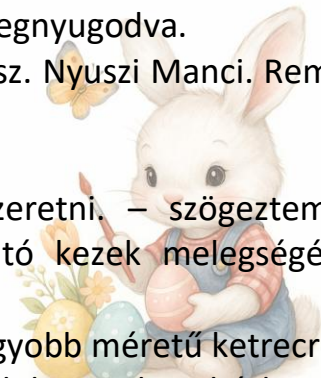 egnyugodva.
sz. Nyuszi Manci. Rem
zeretni. – szögeztem
tó kezek melegségé
gyobb méretű ketrecr